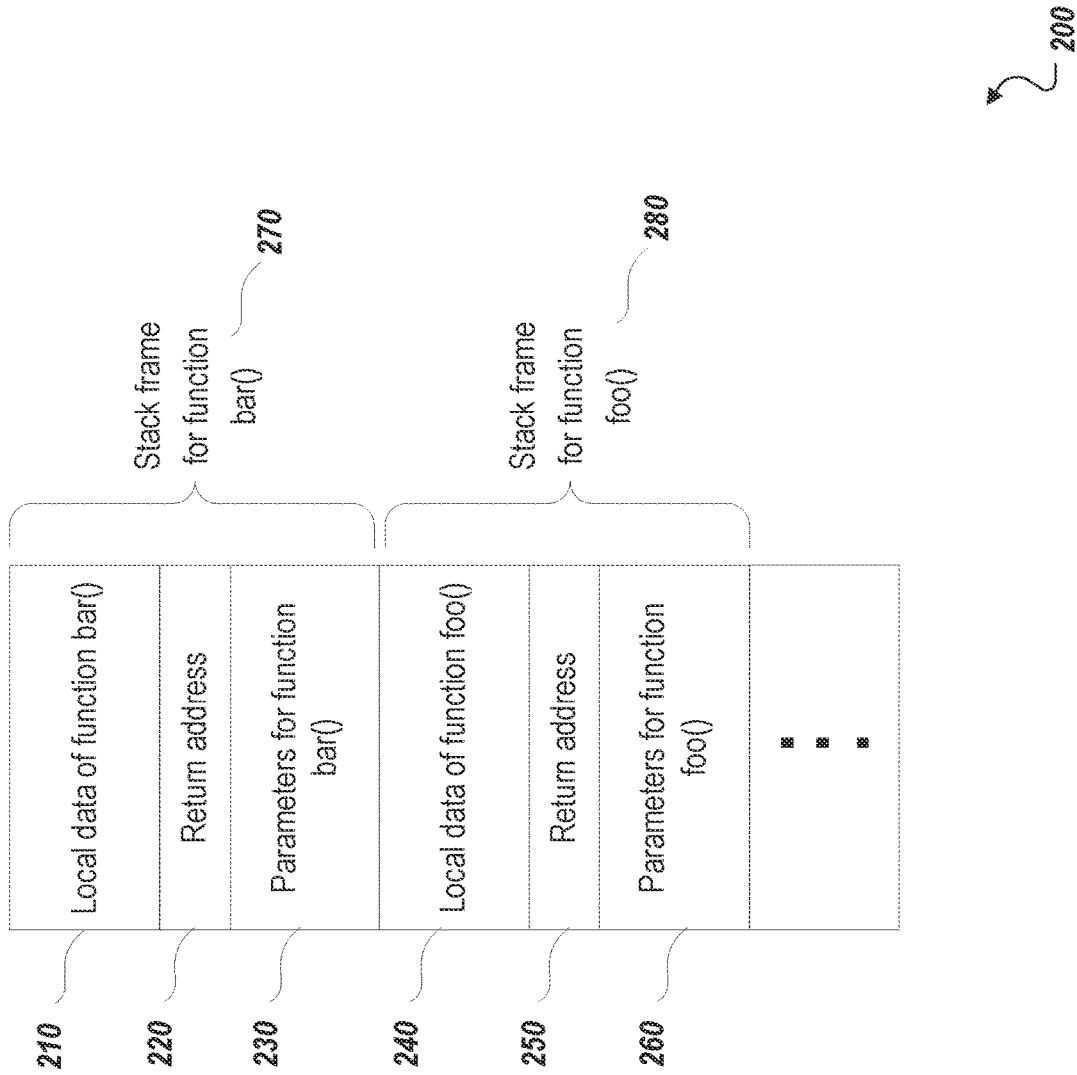 210
Local data of function bar()
220
Return address
230
Parameters for function
bar()
Stack frame
for function
bar()
270
240
Local data of function foo()
250
Return address
260
Parameters for function
foo()
Stack frame
for function
foo()
280
200